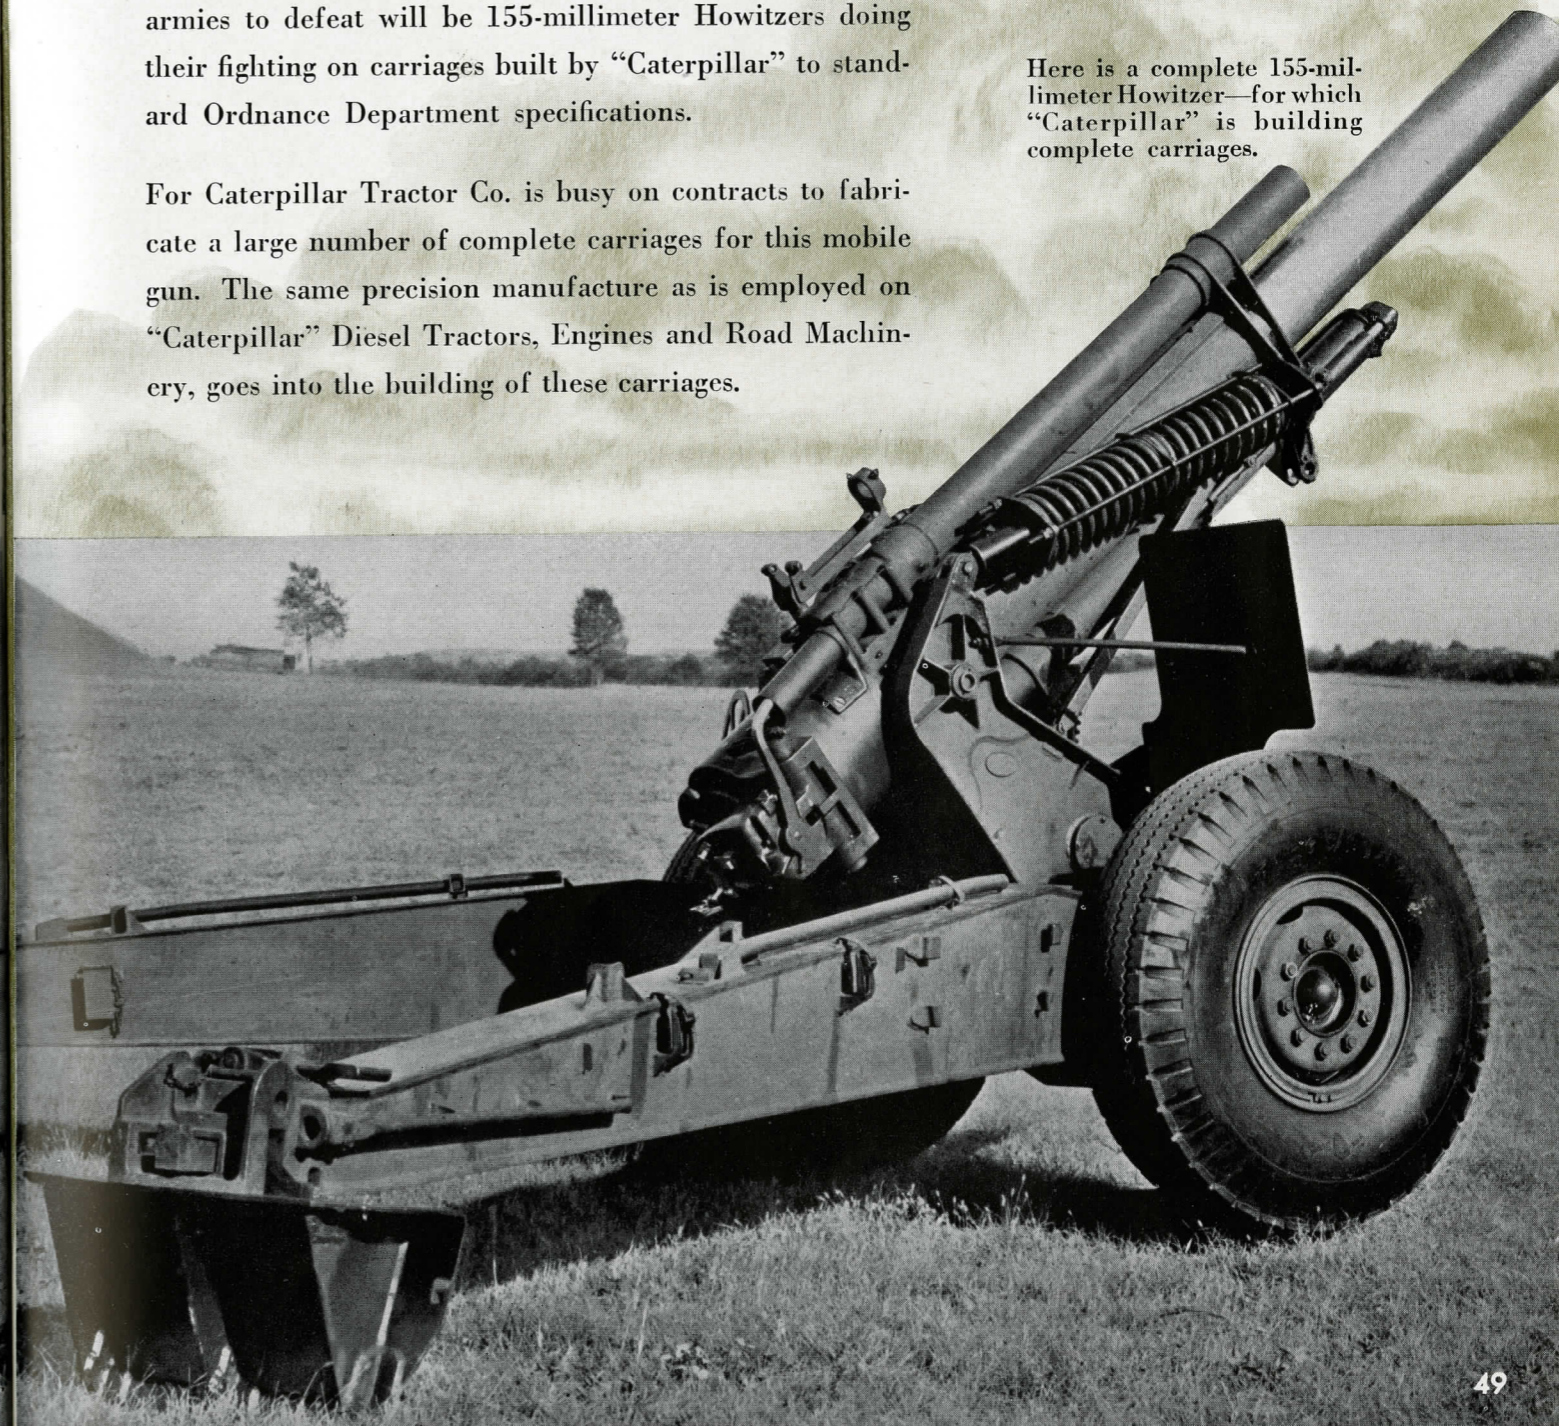 armies to defeat will be 155-millimeter Howitzers doing
their fighting on carriages built by “Caterpillar” to stand-
ard Ordnance Department specifications.
For Caterpillar Tractor Co. is busy on contracts to fabri-
cate a large number of complete carriages for this mobile
gun. The same precision manufacture as is employed on
“Caterpillar” Diesel Tractors, Engines and Road Machin-
ery, goes into the building of these carriages.
Here is a complete 155-mil-
limeter Howitzer—for which
“Caterpillar” is building
complete carriages.
49